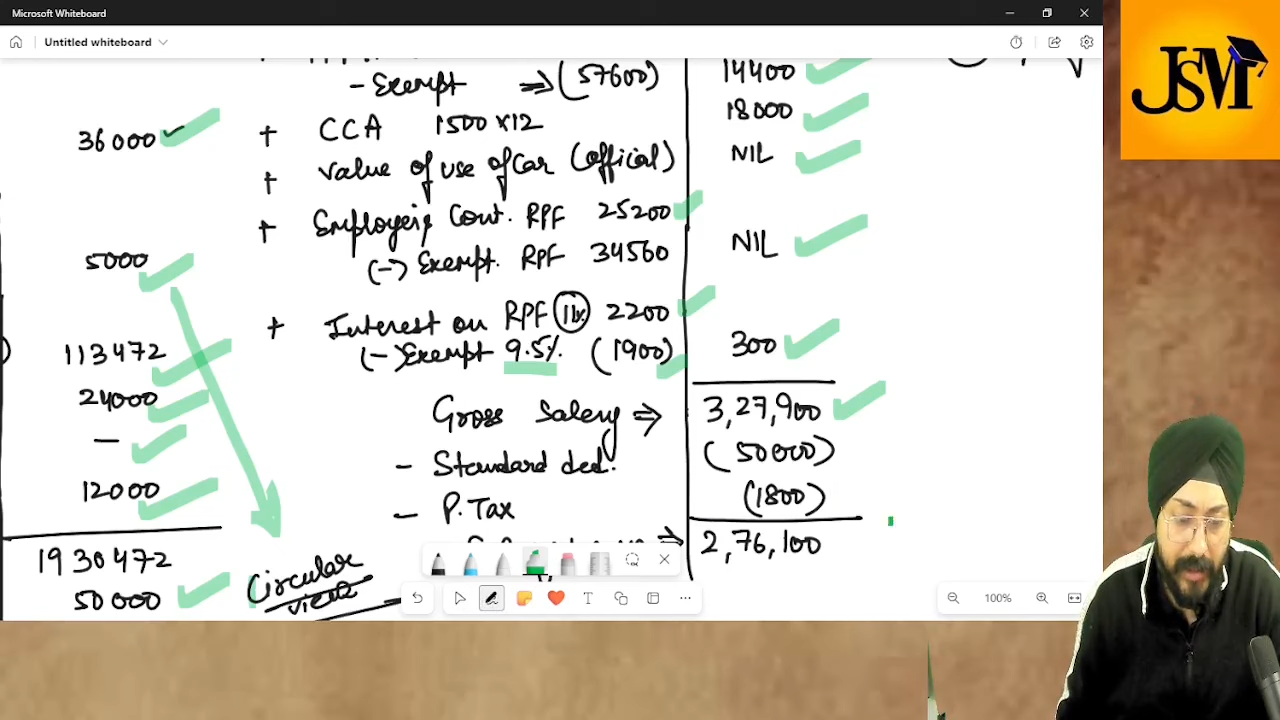 Microsoft Whiteboard
Untitled whiteboard
- Exempt ⇒ (57600) 14400
36000 + CCA 1500 x 12 18000
+ Value of use of Car (official) NIL
+ Employer's Cont. RPF 25200
5000 (-) Exempt. RPF 34560 NIL
+ Interest on RPF 11% 2200
113472 (-) Exempt 9.5% (1900) 300
24000 Gross Salary ⇒ 3,27,900
— - Standard ded. (50000)
12000 - P. Tax (1800)
1930472 2,76,100
50000 Circular
view
100%
JSM